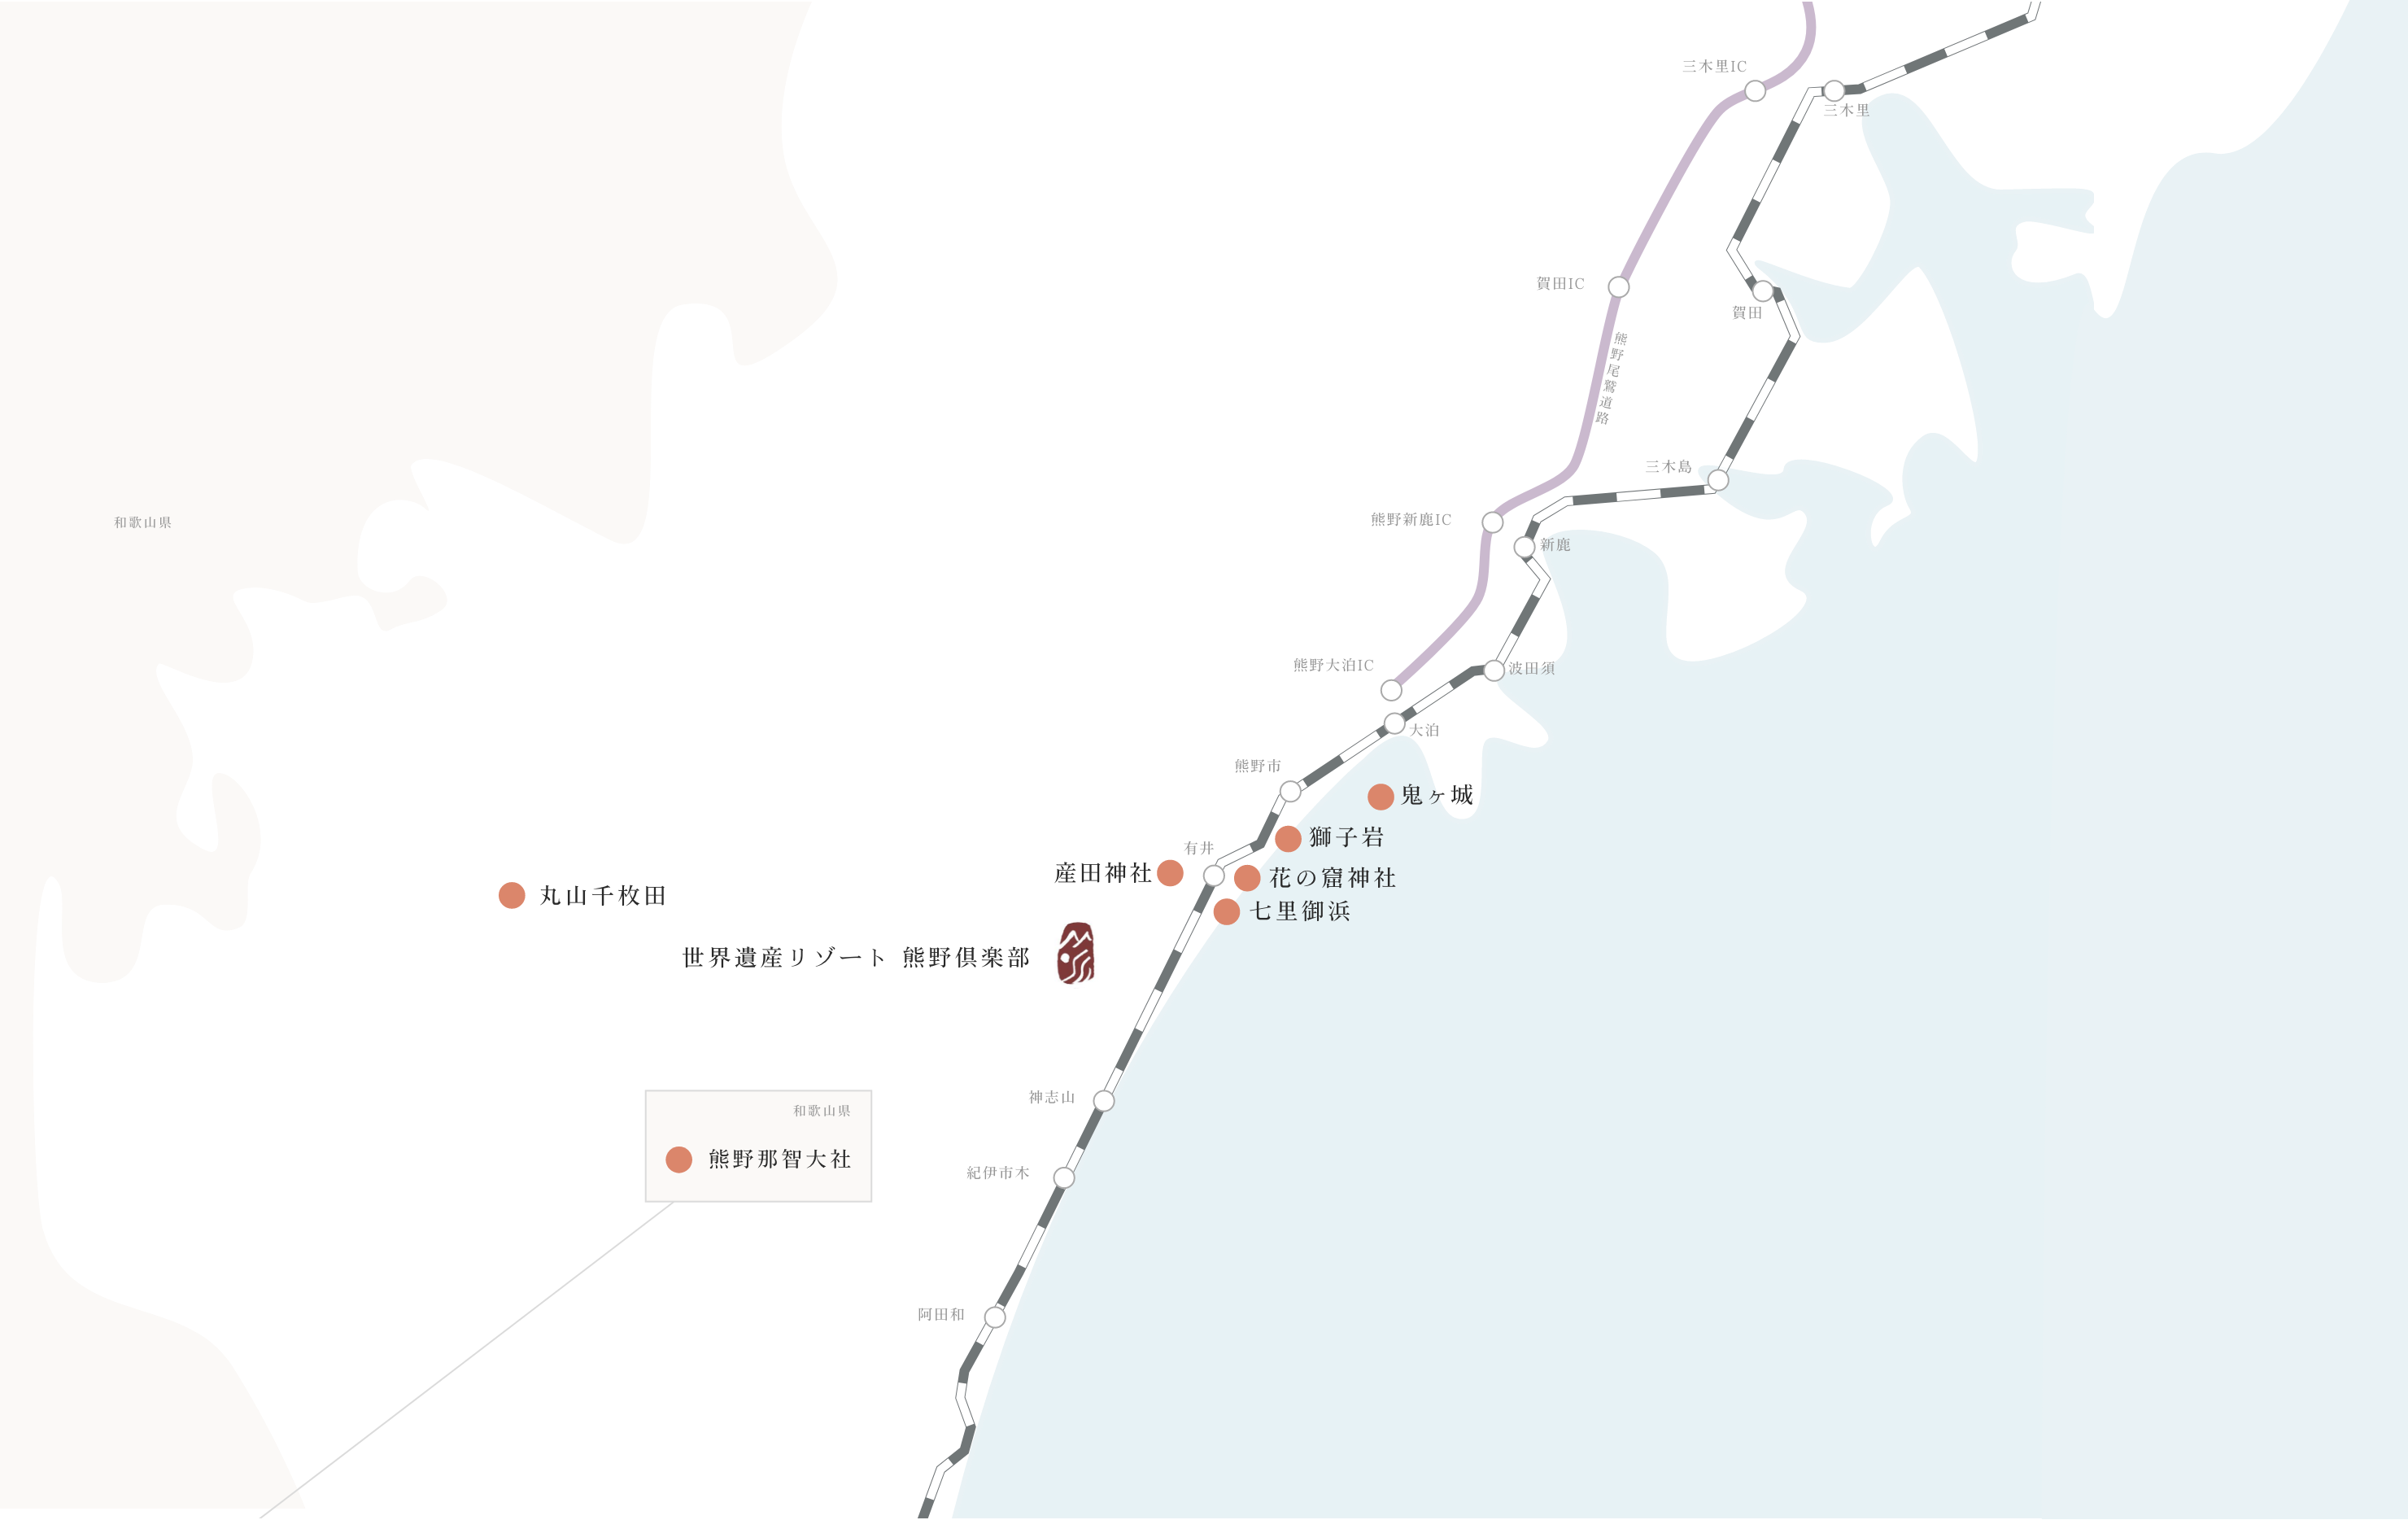 三木里IC
三木里
賀田IC
賀田
熊野尾鷲道路
三木島
和歌山県
熊野新鹿IC
新鹿
熊野大泊IC
波田須
大泊
熊野市
鬼ヶ城
獅子岩
有井
産田神社
花の窟神社
丸山千枚田
七里御浜
世界遺産リゾート 熊野倶楽部
神志山
和歌山県
熊野那智大社
紀伊市木
阿田和